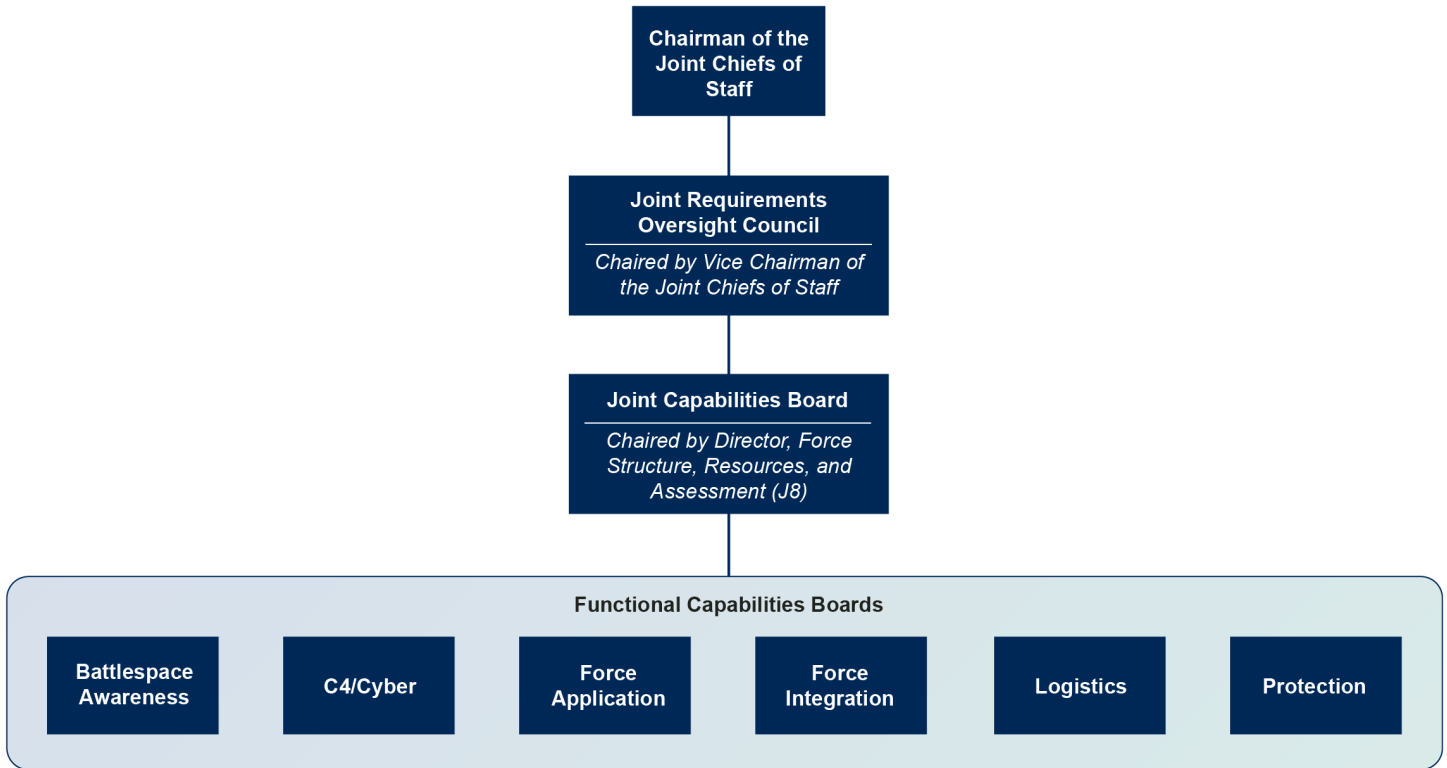 Chairman of the
Joint Chiefs of
Staff
Joint Requirements
Oversight Council
Chaired by Vice Chairman of
the Joint Chiefs of Staff
Joint Capabilities Board
Chaired by Director, Force
Structure, Resources, and
Assessment (J8)
Functional Capabilities Boards
Battlespace
Awareness
C4/Cyber
Force
Application
Force
Integration
Logistics
Protection